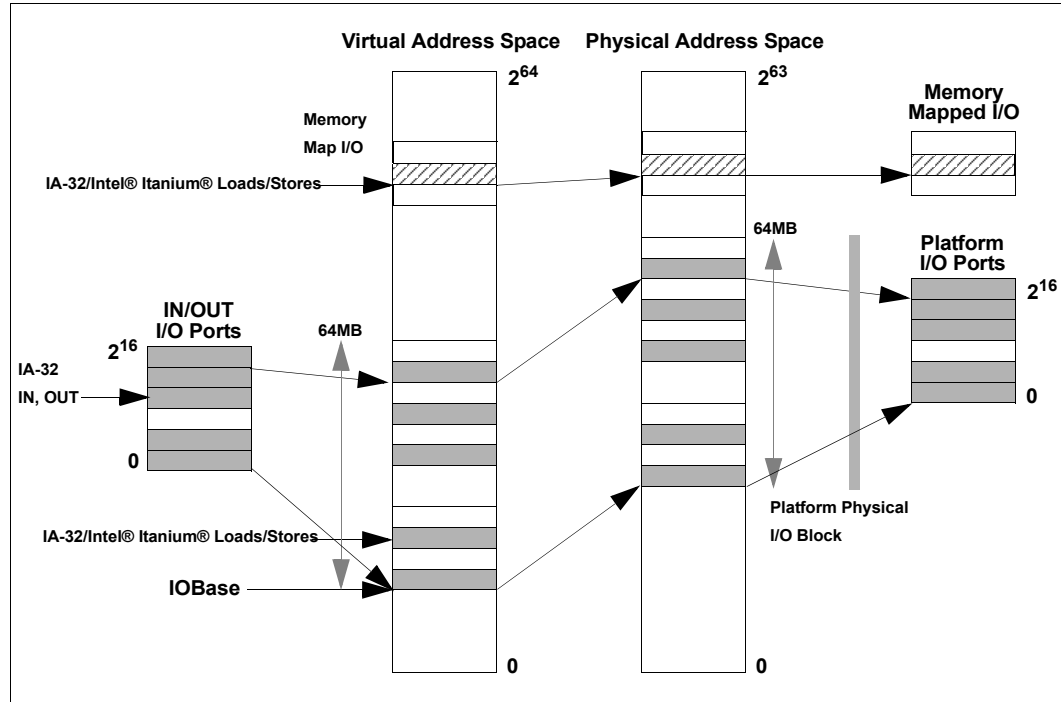 Virtual Address Space
Physical Address Space
2^64
2^63
Memory
Map I/O
Memory
Mapped I/O
IA-32/Intel® Itanium® Loads/Stores
64MB
Platform
I/O Ports
2^16
IN/OUT
I/O Ports
64MB
2^16
IA-32
IN, OUT
0
0
IA-32/Intel® Itanium® Loads/Stores
Platform Physical
I/O Block
IOBase
0
0